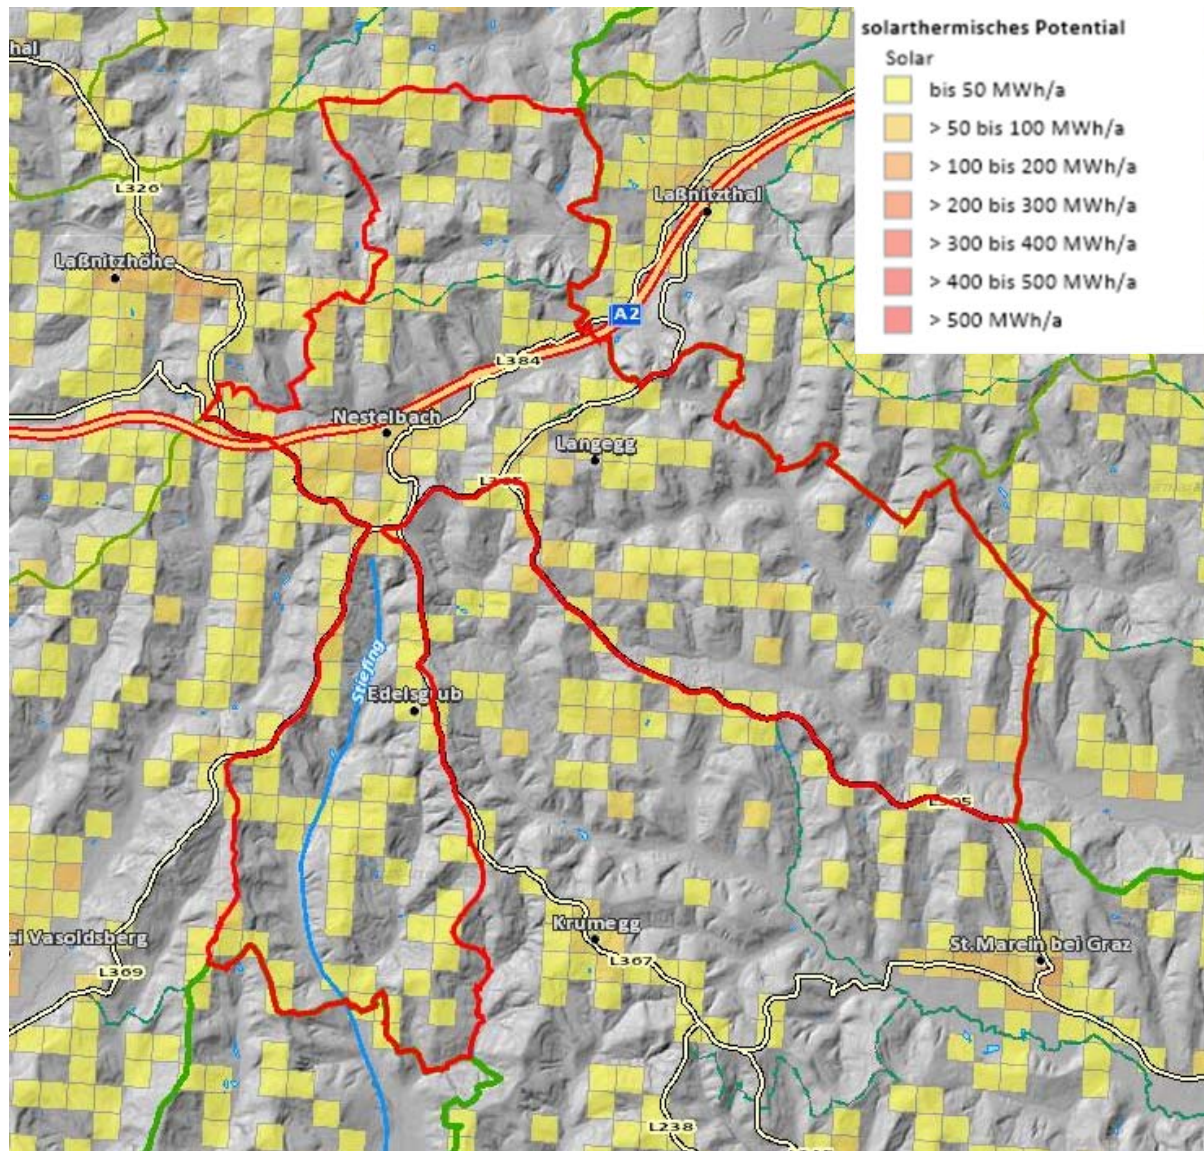 solarthermisches Potential
Solar
bis 50 MWh/a
> 50 bis 100 MWh/a
> 100 bis 200 MWh/a
> 200 bis 300 MWh/a
> 300 bis 400 MWh/a
> 400 bis 500 MWh/a
> 500 MWh/a
hal
L326
Laßnitzthal
Laßnitzhöhe
A2
L384
Nestelbach
Langegg
Stiefing
Edelsgrub
ei Vasoldsberg
Krumegg
St.Marein bei Graz
L367
L369
L238